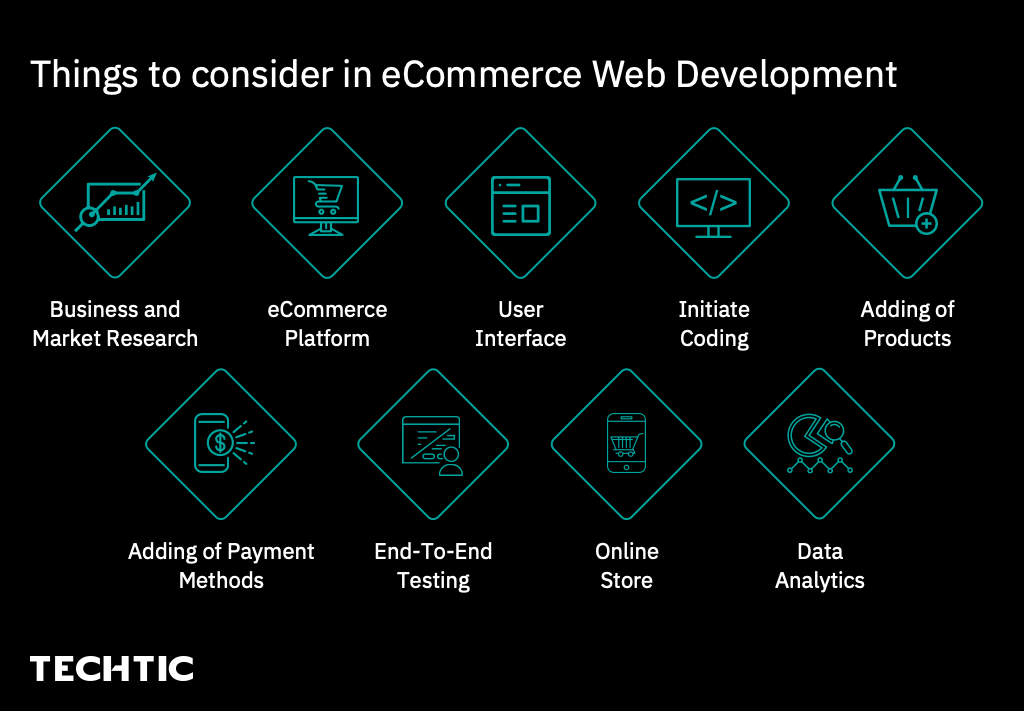 Things to consider in eCommerce Web Development
</>
Business and
Market Research
eCommerce
Platform
User
Interface
Initiate
Coding
Adding of
Products
$
Adding of Payment
Methods
End-To-End
Testing
Online
Store
Data
Analytics
TECHTIC